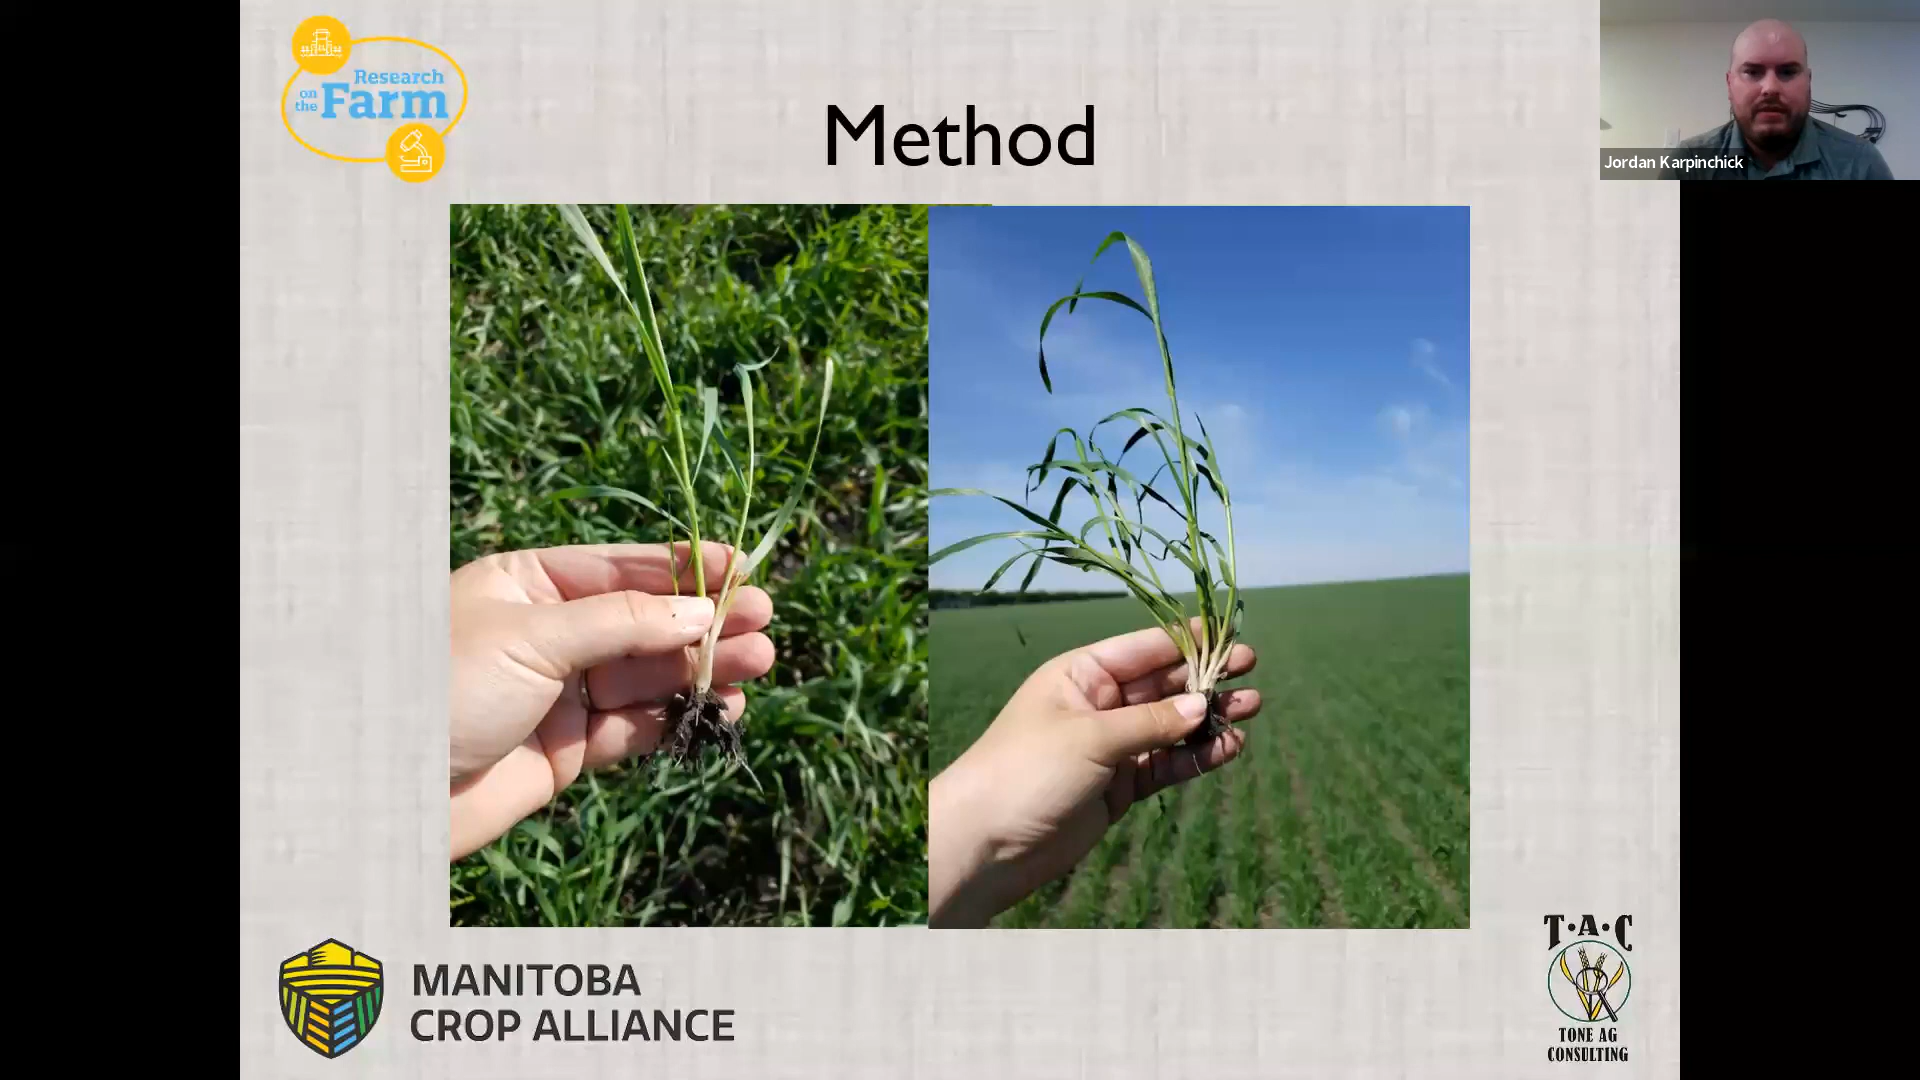 Research
on the Farm
Method
Jordan Karpinchick
MANITOBA
CROP ALLIANCE
T·A·C
TONE AG
CONSULTING